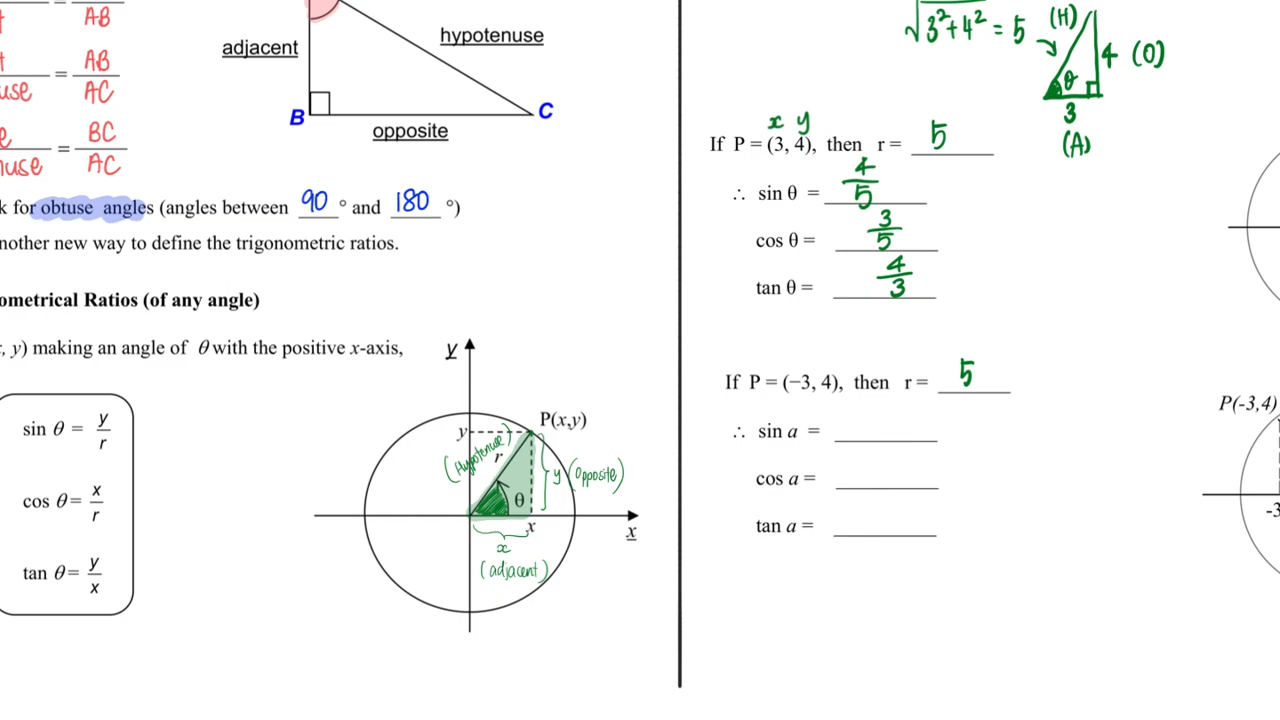 AB
adjacent
hypotenuse
= AB / AC
use
B
C
opposite
= BC / AC
nuse
k for obtuse angles (angles between 90 ° and 180 °)
nother new way to define the trigonometric ratios.
ometrical Ratios (of any angle)
, y) making an angle of θ with the positive x-axis,
sin θ = y / r
cos θ= x / r
tan θ= y / x
y
P(x,y)
y
(Hypotenuse)
r
θ
y (Opposite)
x
x
x
(adjacent)
√3²+4² = 5
(H)
4 (O)
θ
3
(A)
x y
If P = (3, 4), then r = 5
∴ sin θ = 4 / 5
cos θ = 3 / 5
tan θ = 4 / 3
If P = (−3, 4), then r = 5
∴ sin a =
cos a =
tan a =
P(-3,4)
-3